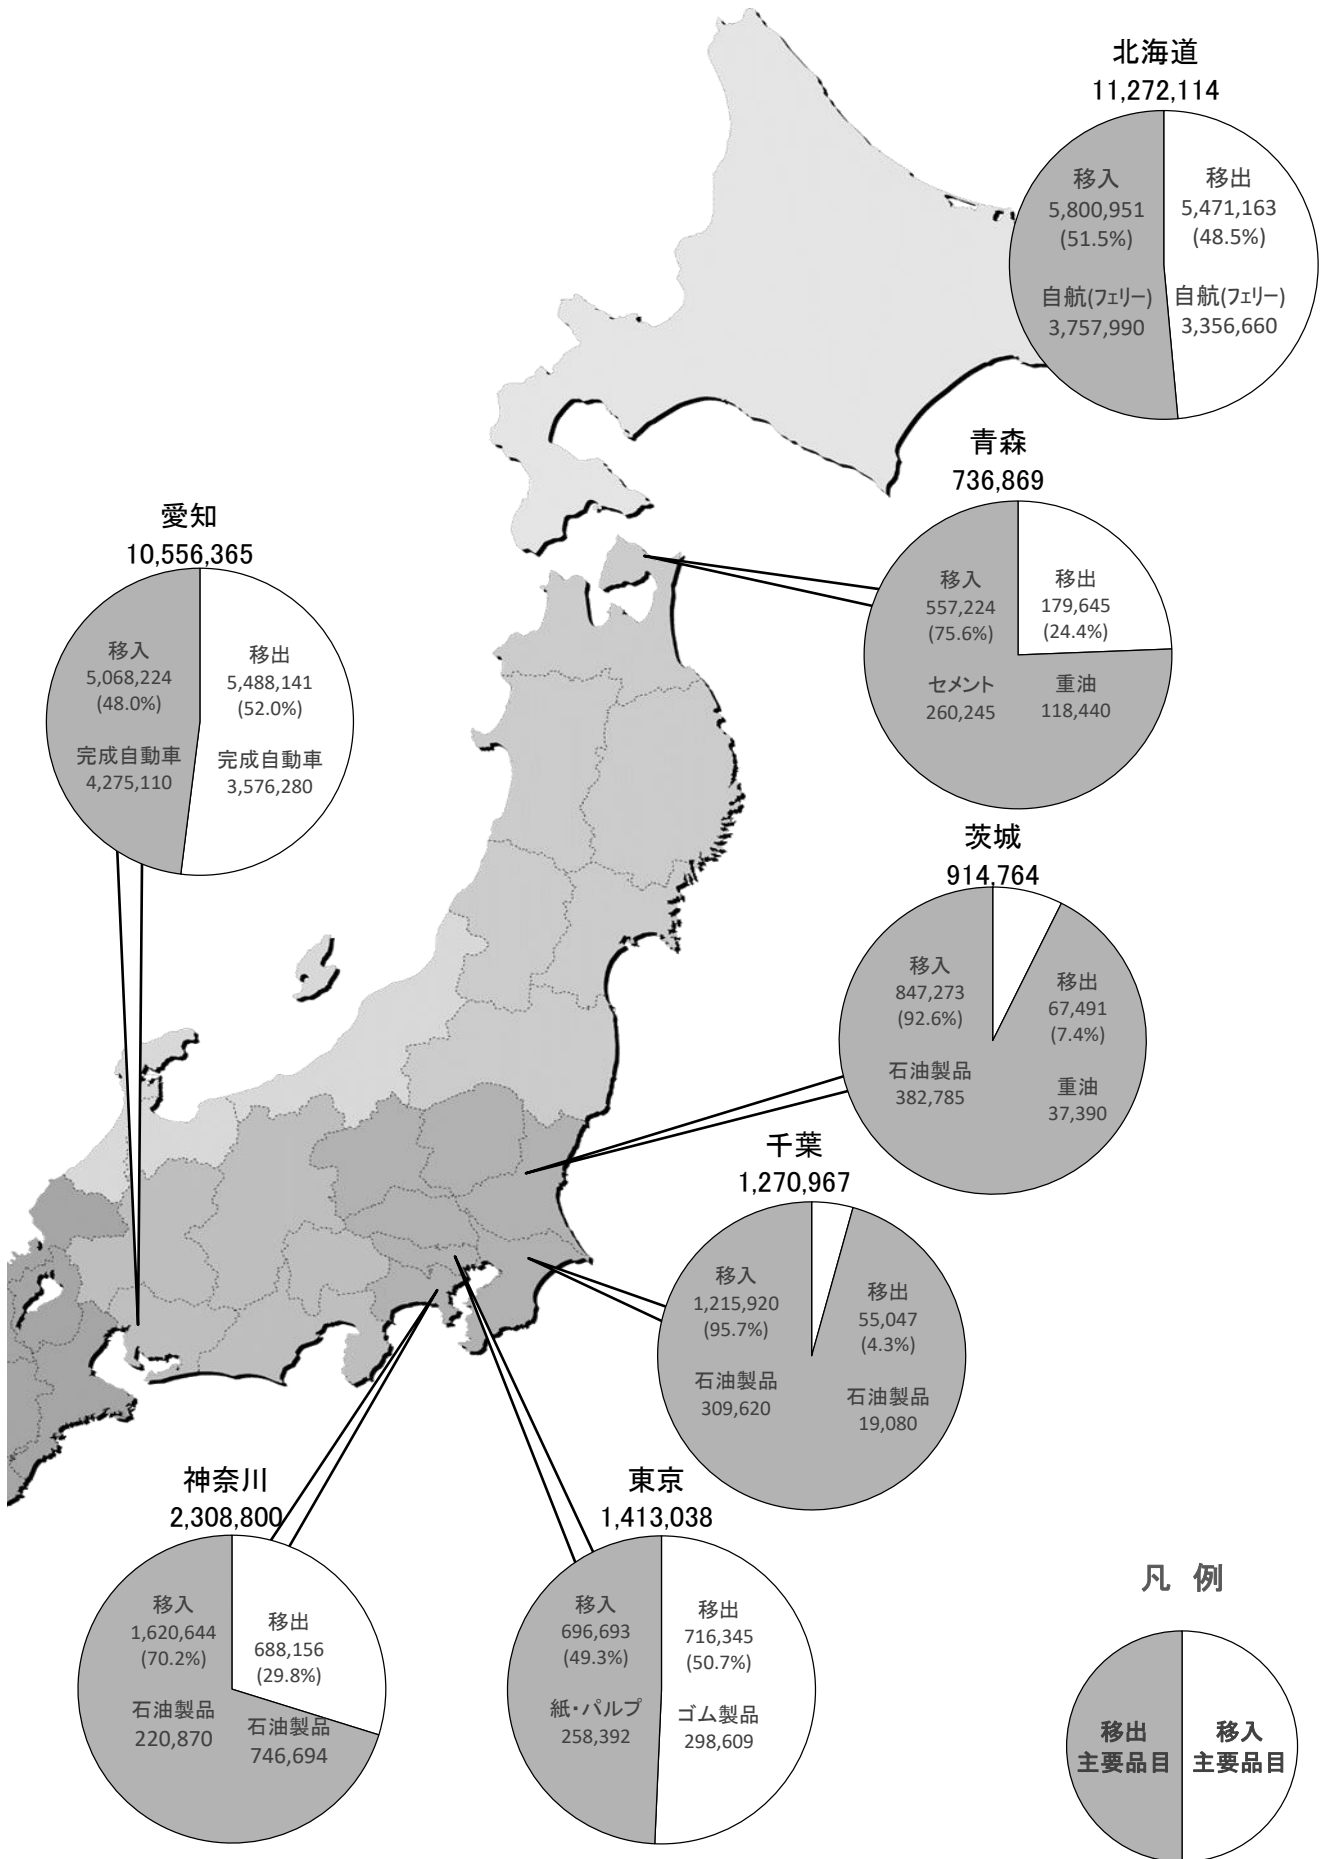 北海道
11,272,114
移入
5,800,951
(51.5%)
自航(フェリー)
3,757,990
移出
5,471,163
(48.5%)
自航(フェリー)
3,356,660
青森
736,869
移入
557,224
(75.6%)
セメント
260,245
移出
179,645
(24.4%)
重油
118,440
愛知
10,556,365
移入
5,068,224
(48.0%)
完成自動車
4,275,110
移出
5,488,141
(52.0%)
完成自動車
3,576,280
茨城
914,764
移入
847,273
(92.6%)
石油製品
382,785
移出
67,491
(7.4%)
重油
37,390
千葉
1,270,967
移入
1,215,920
(95.7%)
石油製品
309,620
移出
55,047
(4.3%)
石油製品
19,080
神奈川
2,308,800
移入
1,620,644
(70.2%)
石油製品
220,870
移出
688,156
(29.8%)
石油製品
746,694
東京
1,413,038
移入
696,693
(49.3%)
紙・パルプ
258,392
移出
716,345
(50.7%)
ゴム製品
298,609
凡 例
移出
主要品目
移入
主要品目